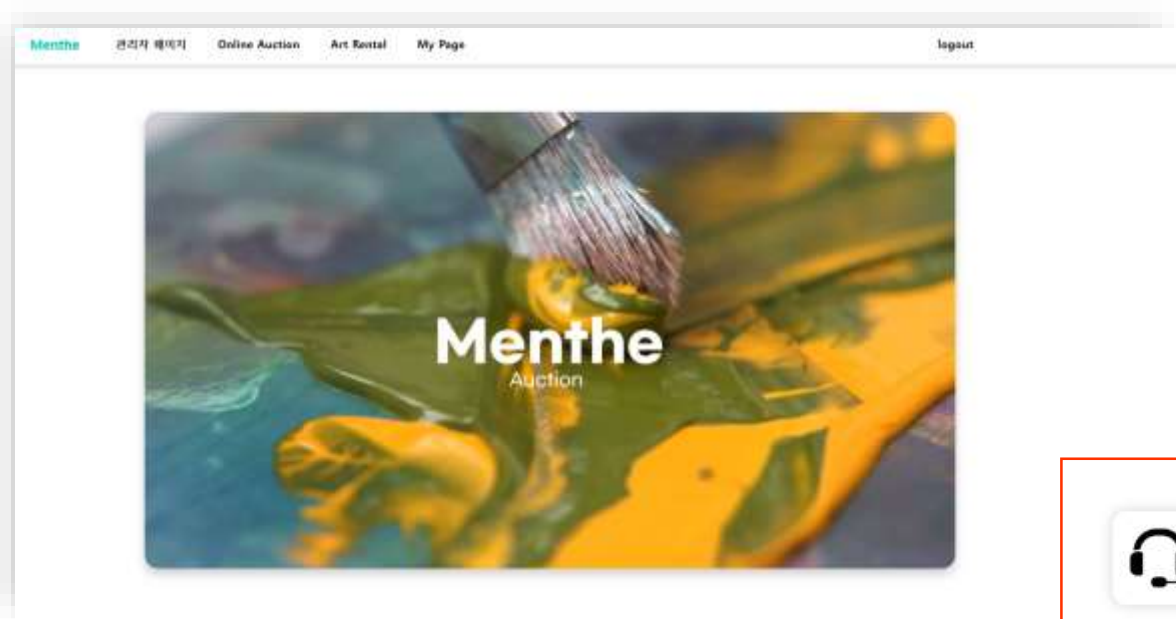 Menthe 관리자 페이지 Online Auction Art Rental My Page logout
Menthe
Auction